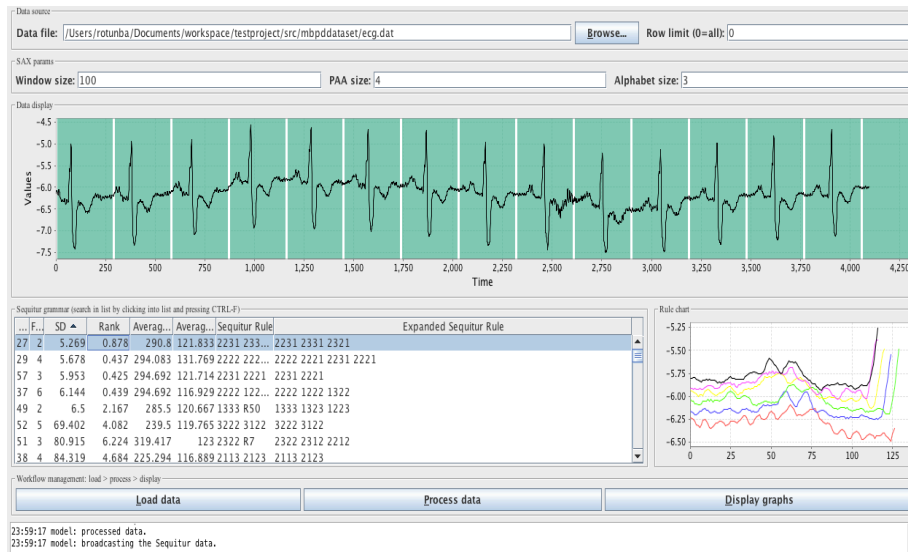 Data source
Data file: /Users/rotunba/Documents/workspace/testproject/src/mbpddataset/ecg.dat Browse... Row limit (0=all): 0
SAX params
Window size: 100 PAA size: 4 Alphabet size: 3
Data display
-4.5
-5.0
-5.5
-6.0
-6.5
-7.0
-7.5
Values
0 250 500 750 1,000 1,250 1,500 1,750 2,000 2,250 2,500 2,750 3,000 3,250 3,500 3,750 4,000 4,250
Time
Sequitur grammar (search in list by clicking into list and pressing CTRL-F)
... F... SD Rank Averag... Averag... Sequitur Rule Expanded Sequitur Rule
27 2 5.269 0.878 290.8 121.833 2231 233... 2231 2331 2321
29 4 5.678 0.437 294.083 131.769 2222 222... 2222 2221 2231 2221
57 3 5.953 0.425 294.692 121.714 2231 2221 2231 2221
37 6 6.144 0.439 294.692 116.929 2222 122... 2222 1222 1322
49 2 6.5 2.167 285.5 120.667 1333 R50 1333 1323 1223
52 5 69.402 4.082 239.5 119.765 3222 3122 3222 3122
51 3 80.915 6.224 319.417 123 2322 R7 2322 2312 2212
38 4 84.319 4.684 225.294 116.889 2113 2123 2113 2123
Rule chart
-5.25
-5.50
-5.75
-6.00
-6.25
-6.50
0 25 50 75 100 125
Workflow management: load > process > display
Load data Process data Display graphs
23:59:17 model: processed data.
23:59:17 model: broadcasting the Sequitur data.